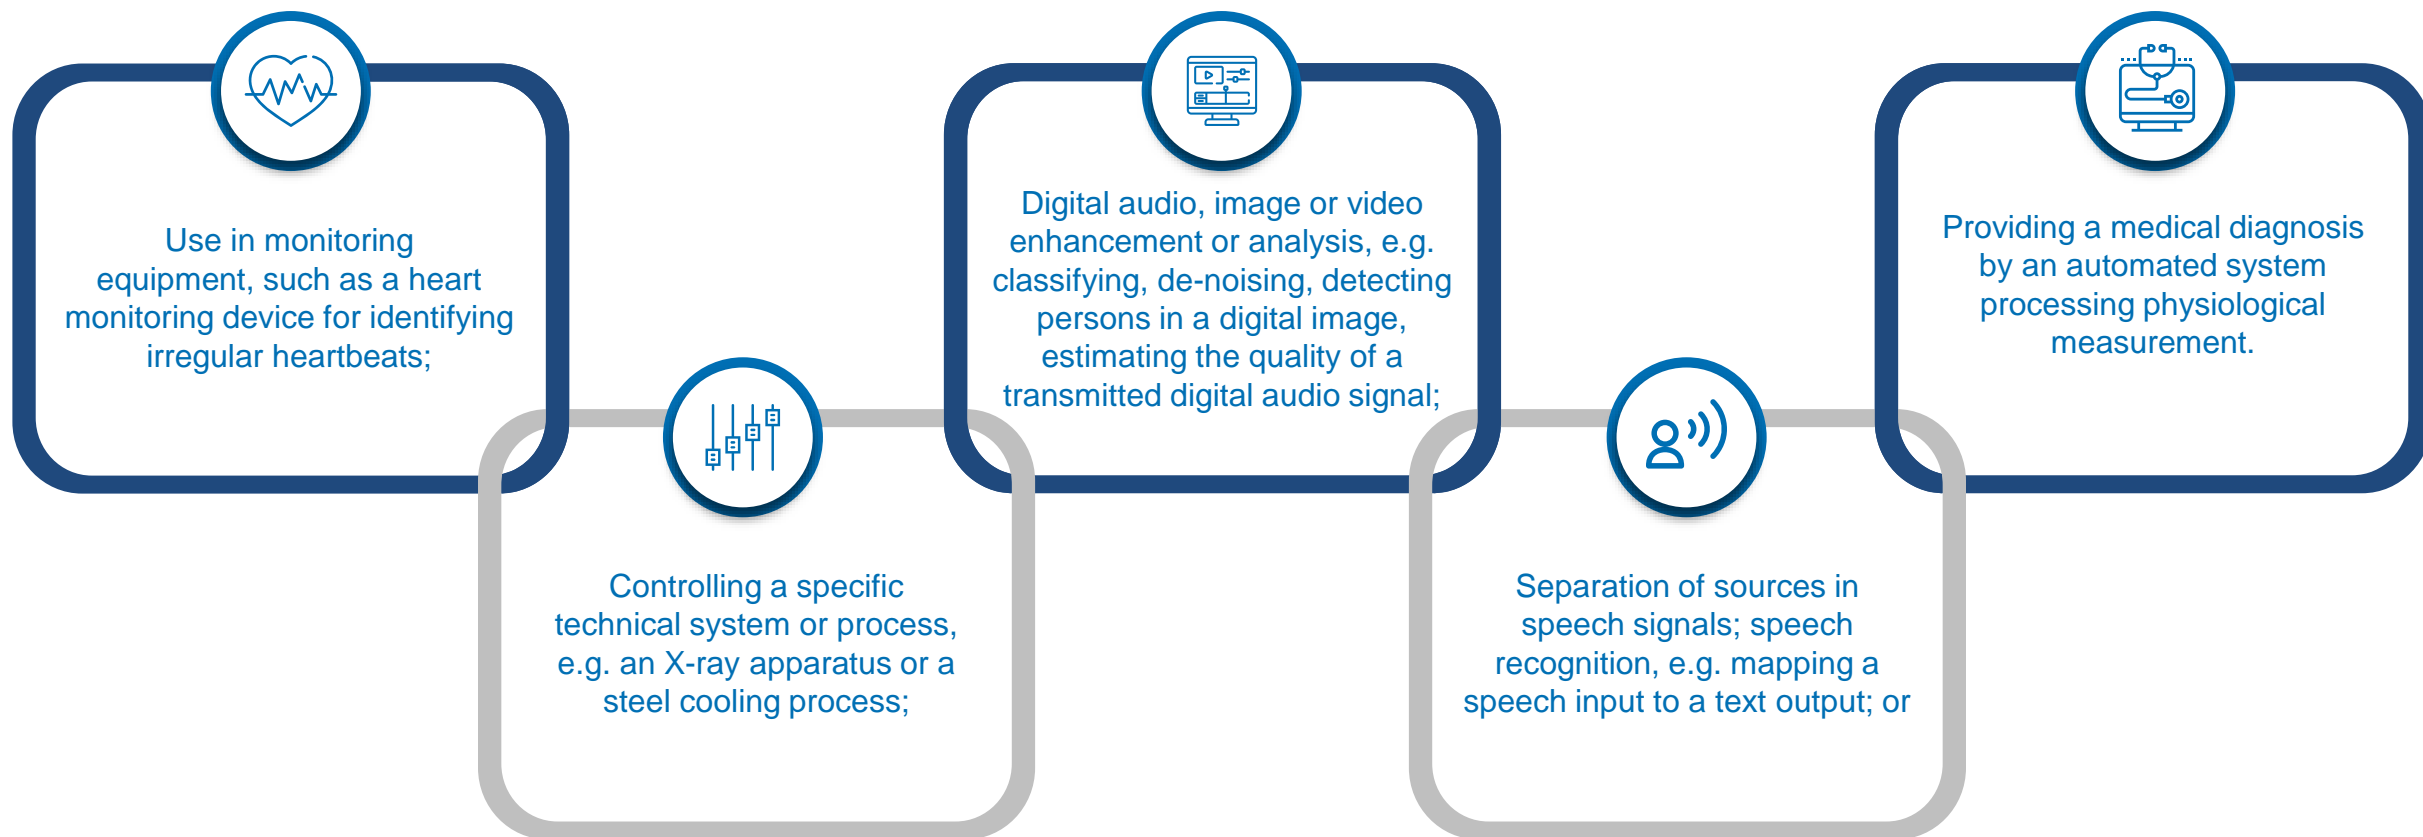 Use in monitoring
equipment, such as a heart
monitoring device for identifying
irregular heartbeats;
Controlling a specific
technical system or process,
e.g. an X-ray apparatus or a
steel cooling process;
Digital audio, image or video
enhancement or analysis, e.g.
classifying, de-noising, detecting
persons in a digital image,
estimating the quality of a
transmitted digital audio signal;
Separation of sources in
speech signals; speech
recognition, e.g. mapping a
speech input to a text output; or
Providing a medical diagnosis
by an automated system
processing physiological
measurement.